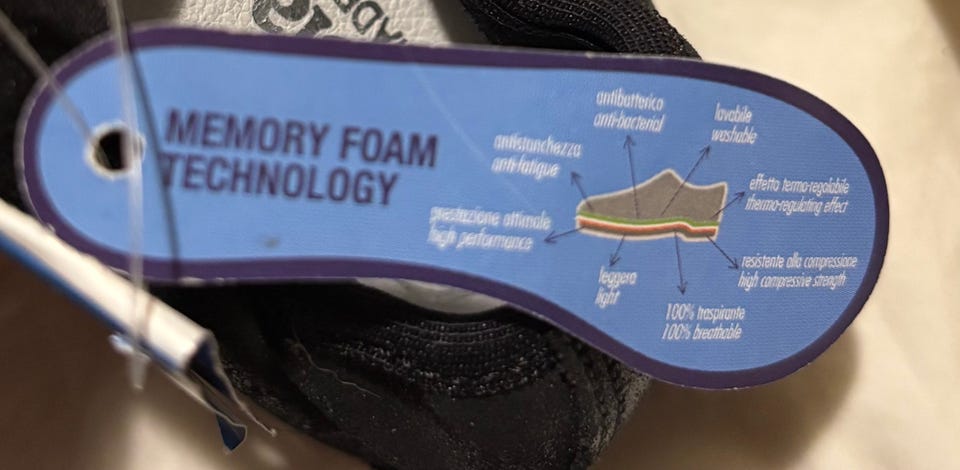 MEMORY FOAM
TECHNOLOGY
antibatterico
anti-bacterial
lavabile
washable
antistanchezza
anti-fatigue
effetto termo-regolabile
thermo-regulating effect
prestazione ottimale
high performance
leggera
light
resistente alla compressione
high compressive strength
100% traspirante
100% breathable